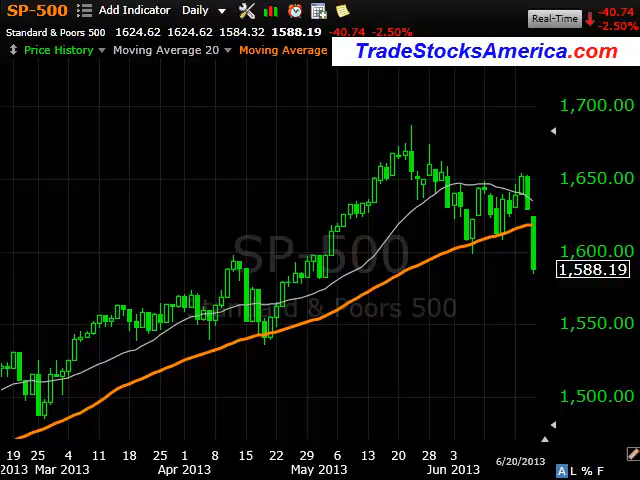 SP-500 Add Indicator Daily Real-Time -40.74
-2.50%
Standard & Poors 500 1624.62 1624.62 1584.32 1588.19 -40.74 -2.50%
Price History Moving Average 20 Moving Average
TradeStocksAmerica.com
1,700.00
1,650.00
1,600.00
1,588.19
1,550.00
1,500.00
SP-500
Standard & Poors 500
19 25 4 11 18 25 1 8 15 22 29 6 13 20 28 3
2013 Mar 2013 Apr 2013 May 2013 Jun 2013 6/20/2013
A L % F